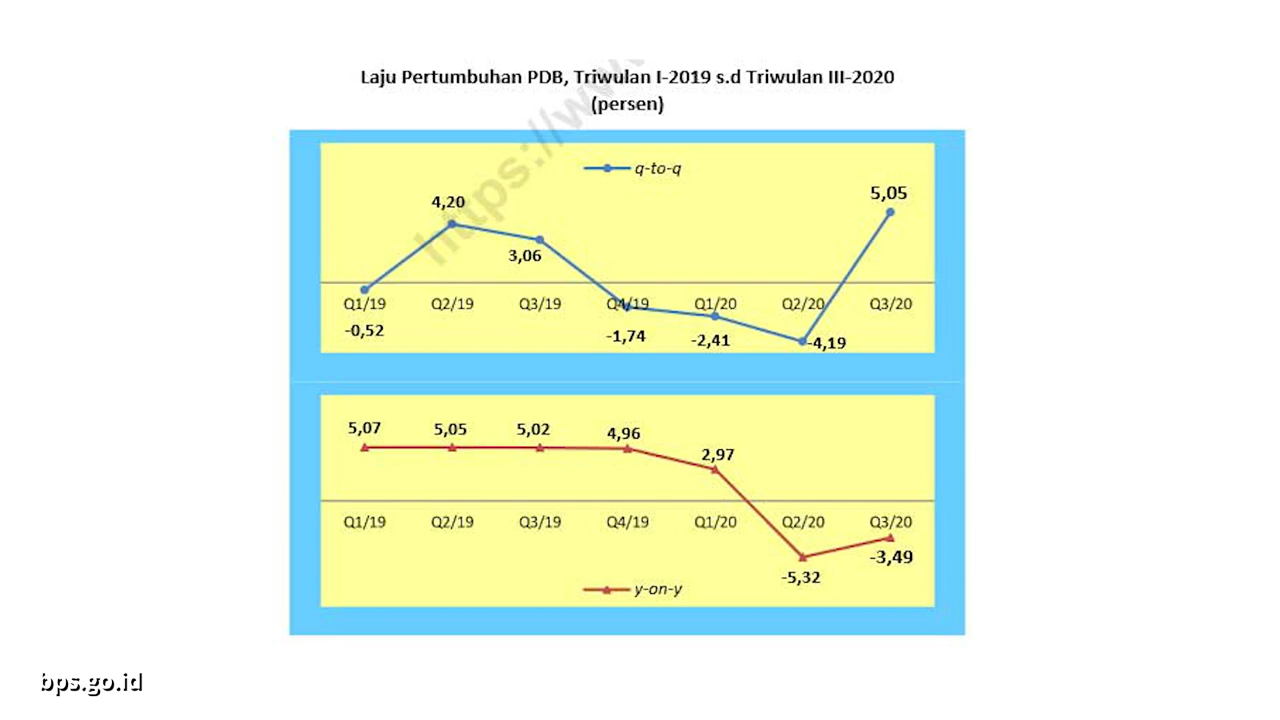 Laju Pertumbuhan PDB, Triwulan I-2019 s.d Triwulan III-2020
(persen)
https://www.
q-to-q
4,20
5,05
3,06
Q1/19 Q2/19 Q3/19 Q4/19 Q1/20 Q2/20 Q3/20
-0,52
-1,74
-2,41
-4,19
5,07 5,05 5,02 4,96
2,97
Q1/19 Q2/19 Q3/19 Q4/19 Q1/20 Q2/20 Q3/20
-3,49
-5,32
y-on-y
bps.go.id